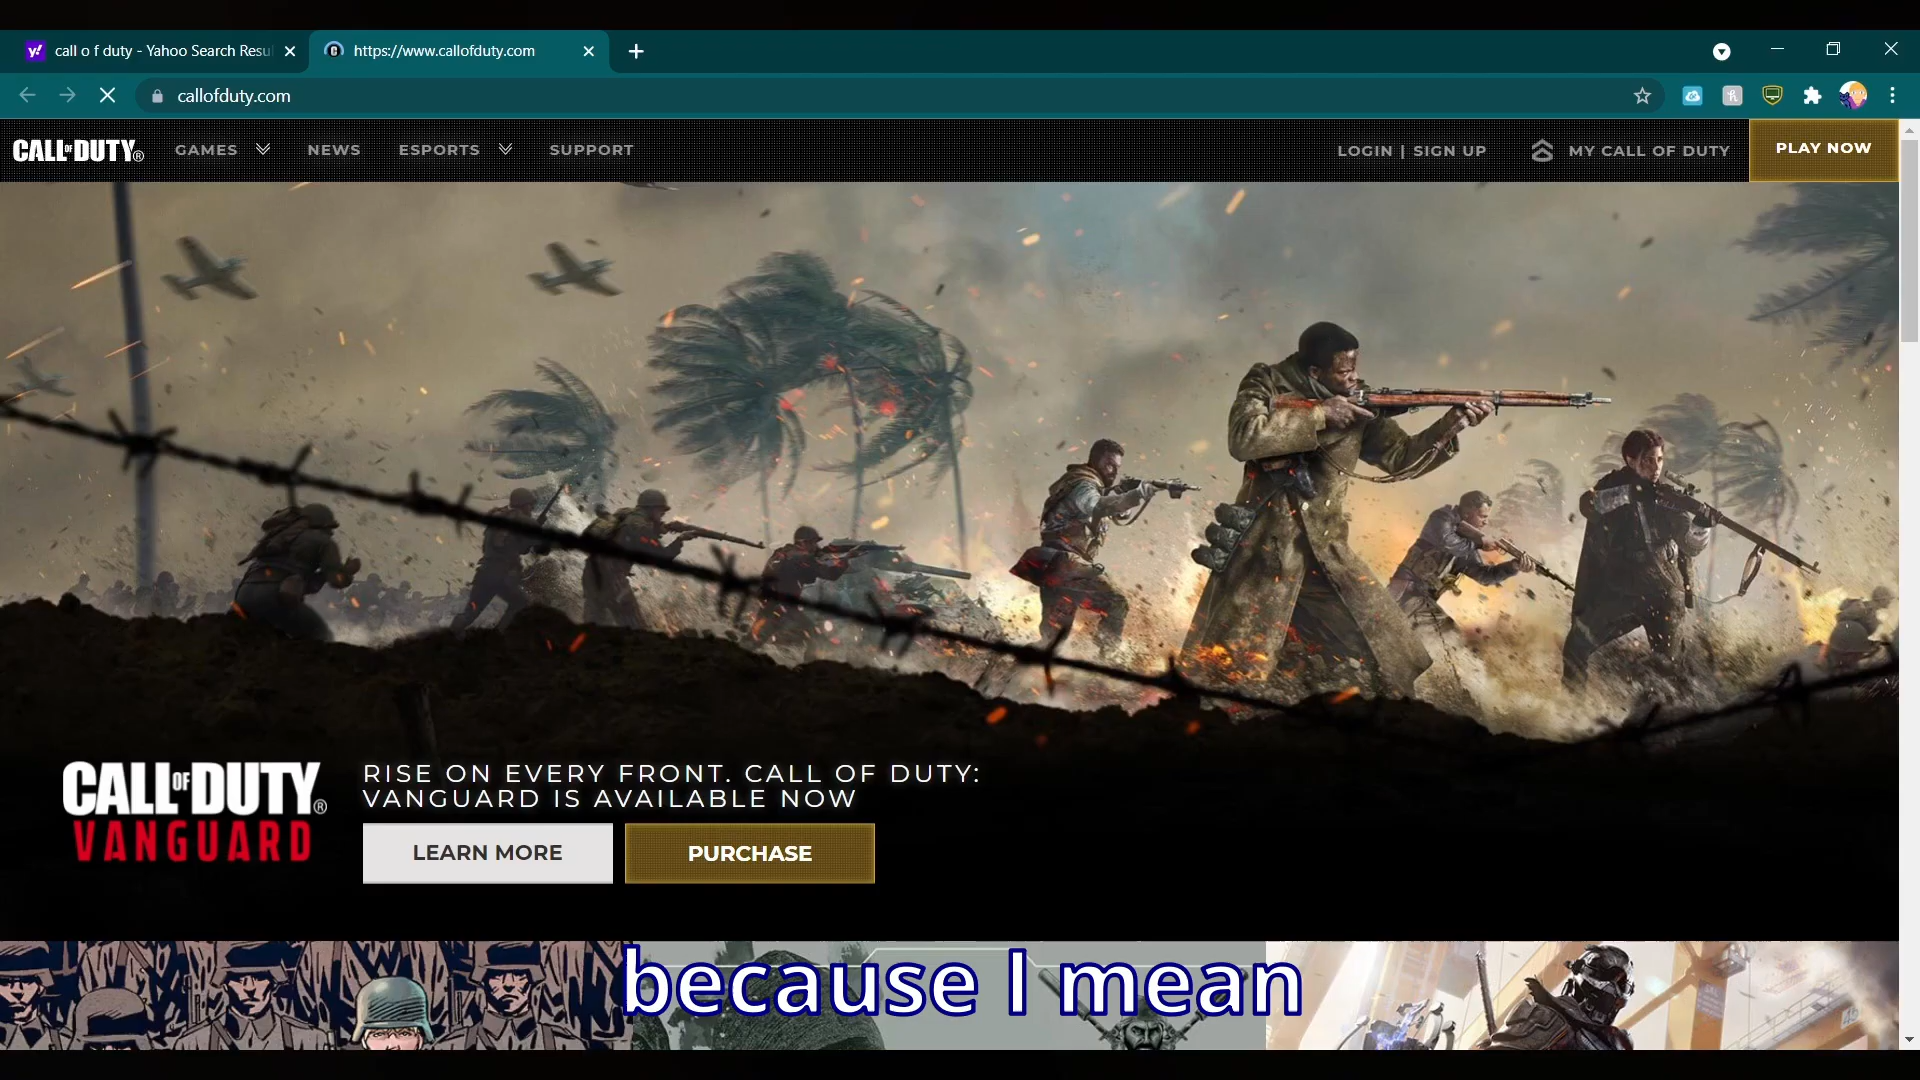 call o f duty - Yahoo Search Resu
https://www.callofduty.com
callofduty.com
CALL OF DUTY®
GAMES
NEWS
ESPORTS
SUPPORT
LOGIN | SIGN UP
MY CALL OF DUTY
PLAY NOW
CALL OF DUTY®
VANGUARD
RISE ON EVERY FRONT. CALL OF DUTY:
VANGUARD IS AVAILABLE NOW
LEARN MORE
PURCHASE
because I mean